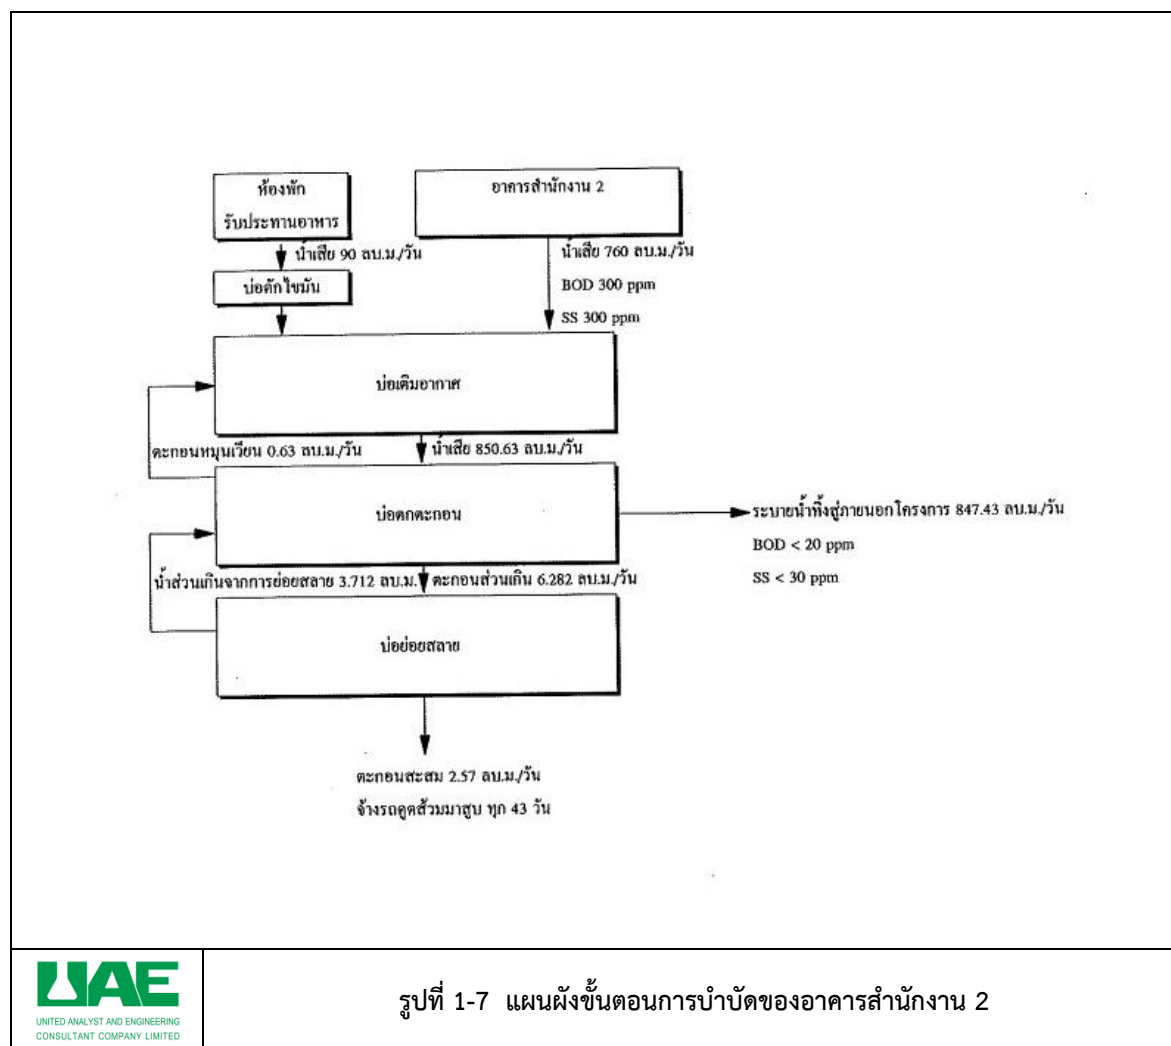 ห้องพัก
รับประทานอาหาร
อาคารสำนักงาน 2
น้ำเสีย 90 ลบ.ม./วัน
น้ำเสีย 760 ลบ.ม./วัน
BOD 300 ppm
SS 300 ppm
บ่อดักไขมัน
บ่อเติมอากาศ
ตะกอนหมุนเวียน 0.63 ลบ.ม./วัน
น้ำเสีย 850.63 ลบ.ม./วัน
บ่อตกตะกอน
ระบายน้ำทิ้งสู่ภายนอกโครงการ 847.43 ลบ.ม./วัน
BOD < 20 ppm
SS < 30 ppm
น้ำส่วนเกินจากการย่อยสลาย 3.712 ลบ.ม.
ตะกอนส่วนเกิน 6.282 ลบ.ม./วัน
บ่อย่อยสลาย
ตะกอนสะสม 2.57 ลบ.ม./วัน
จ้างรถดูดส้วมมาสูบ ทุก 43 วัน
UAE
UNITED ANALYST AND ENGINEERING
CONSULTANT COMPANY LIMITED
รูปที่ 1-7 แผนผังขั้นตอนการบำบัดของอาคารสำนักงาน 2